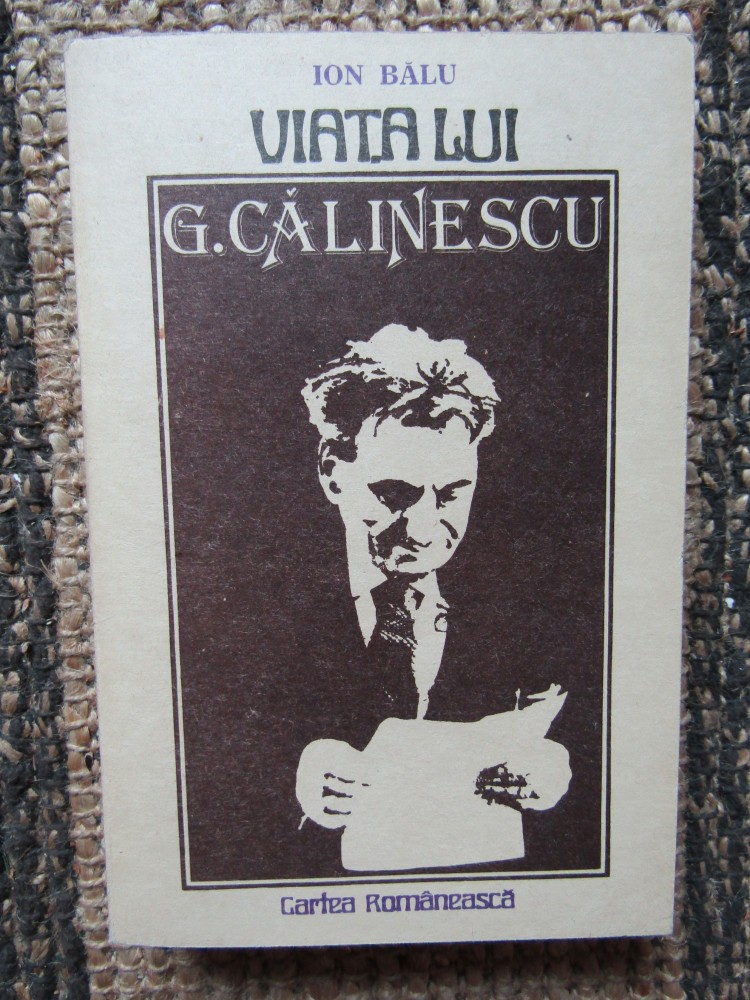 ION BĂLU
VIAȚA LUI
G. CĂLINESCU
Cartea Românească